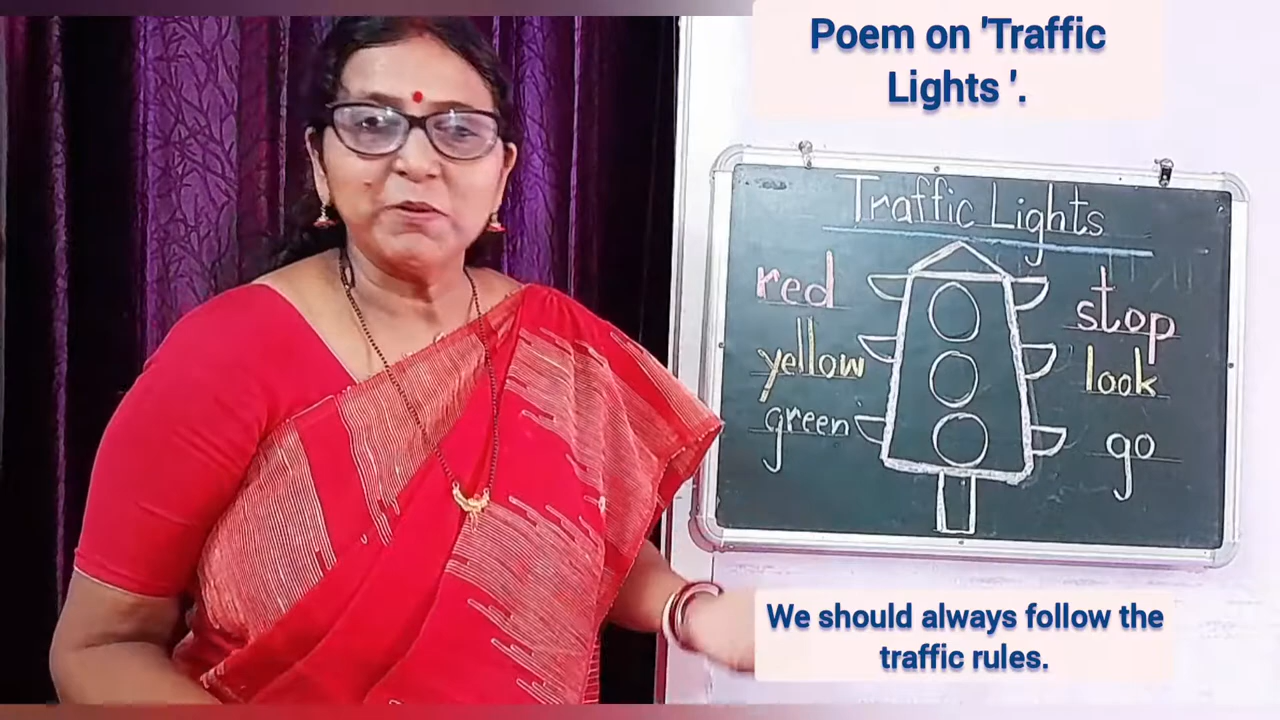 Poem on 'Traffic
Lights '.
Traffic Lights
red
stop
yellow
look
green
go
We should always follow the
traffic rules.